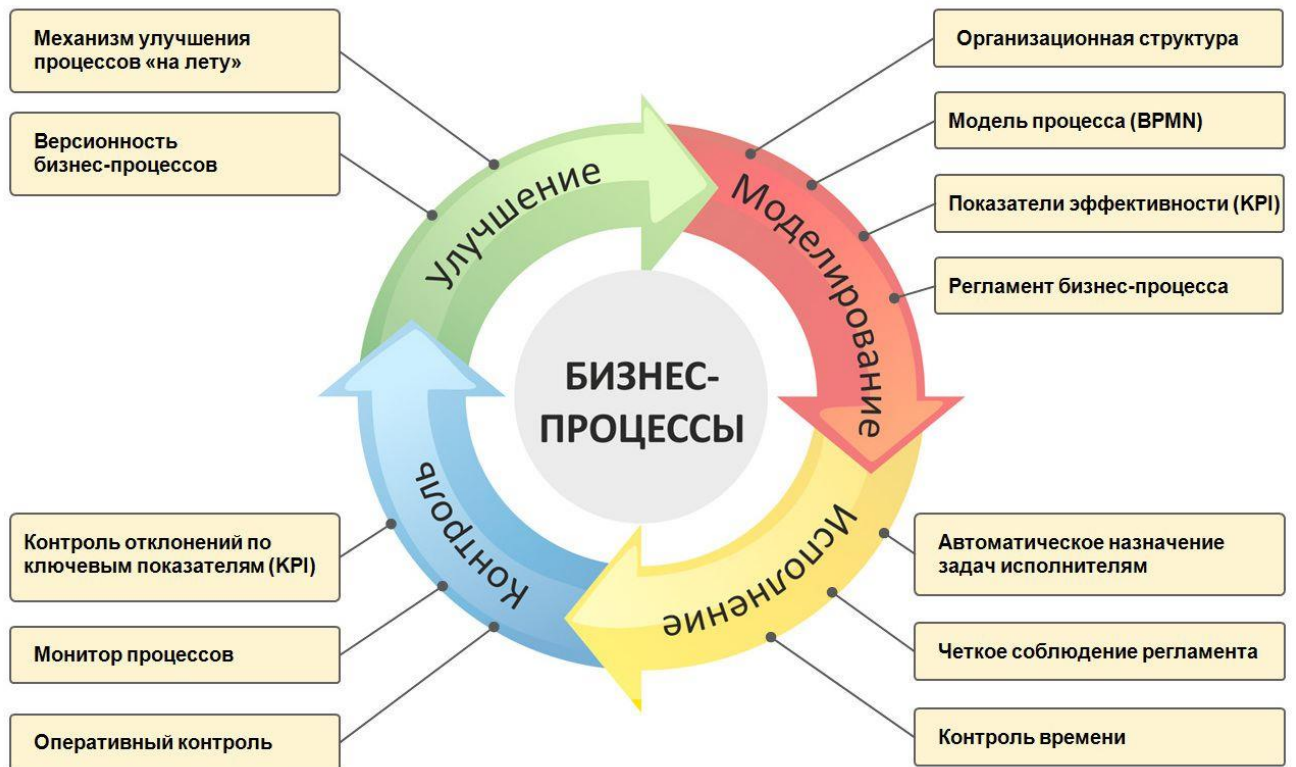 Механизм улучшения
процессов «на лету»
Версионность
бизнес-процессов
Организационная структура
Модель процесса (BPMN)
Показатели эффективности (KPI)
Регламент бизнес-процесса
Улучшение
Моделирование
БИЗНЕС-
ПРОЦЕССЫ
Контроль
Исполнение
Контроль отклонений по
ключевым показателям (KPI)
Монитор процессов
Оперативный контроль
Автоматическое назначение
задач исполнителям
Четкое соблюдение регламента
Контроль времени